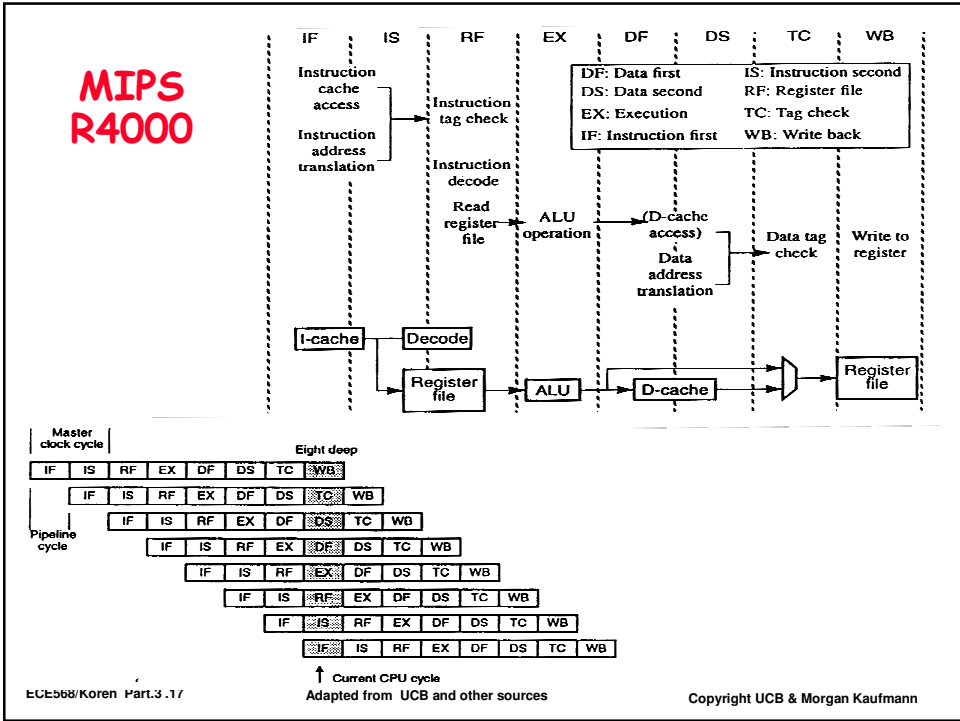 MIPS
R4000
IF IS RF EX DF DS TC WB
Instruction
cache
access
Instruction
address
translation
Instruction
tag check
Instruction
decode
Read
register
file
ALU
operation
(D-cache
access)
Data
address
translation
Data tag
check
Write to
register
DF: Data first IS: Instruction second
DS: Data second RF: Register file
EX: Execution TC: Tag check
IF: Instruction first WB: Write back
I-cache Decode
Register
file
ALU
D-cache
Register
file
Master
clock cycle
Eight deep
IF IS RF EX DF DS TC WB
IF IS RF EX DF DS TC WB
IF IS RF EX DF DS TC WB
Pipeline
cycle
IF IS RF EX DF DS TC WB
IF IS RF EX DF DS TC WB
IF IS RF EX DF DS TC WB
IF IS RF EX DF DS TC WB
IF IS RF EX DF DS TC WB
Current CPU cycle
ECE568/Koren Part.3 .17
Adapted from UCB and other sources
Copyright UCB & Morgan Kaufmann